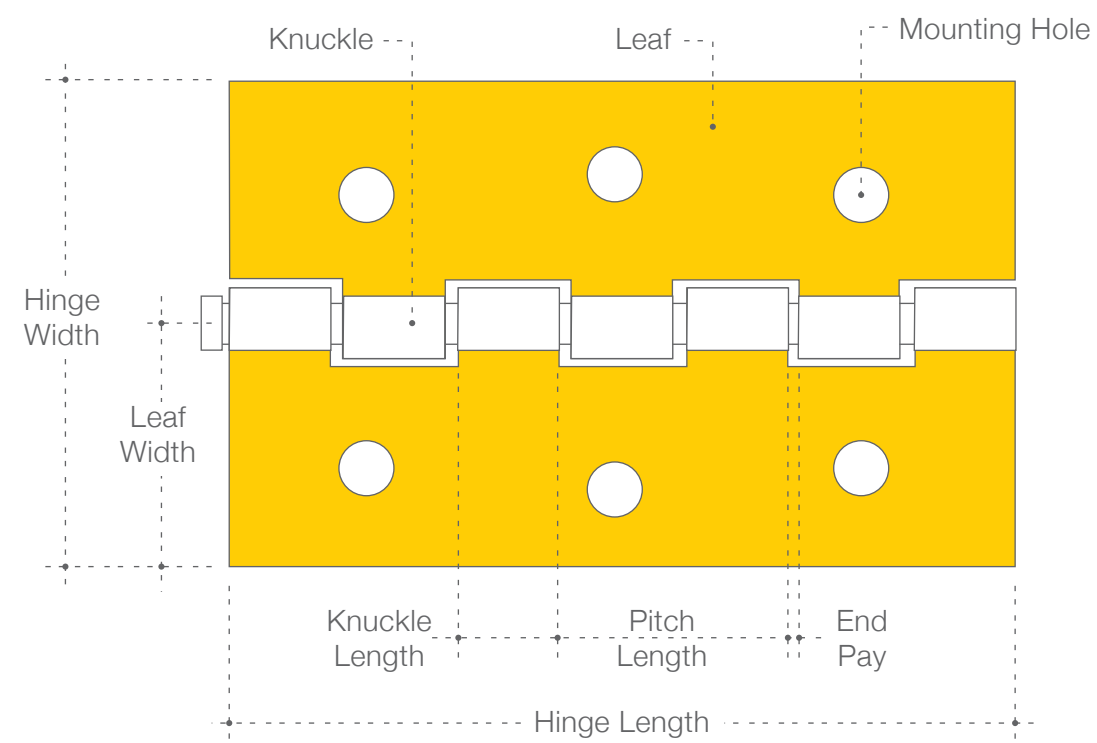 Knuckle
Leaf
Mounting Hole
Hinge
Width
Leaf
Width
Knuckle
Length
Pitch
Length
End
Pay
Hinge Length